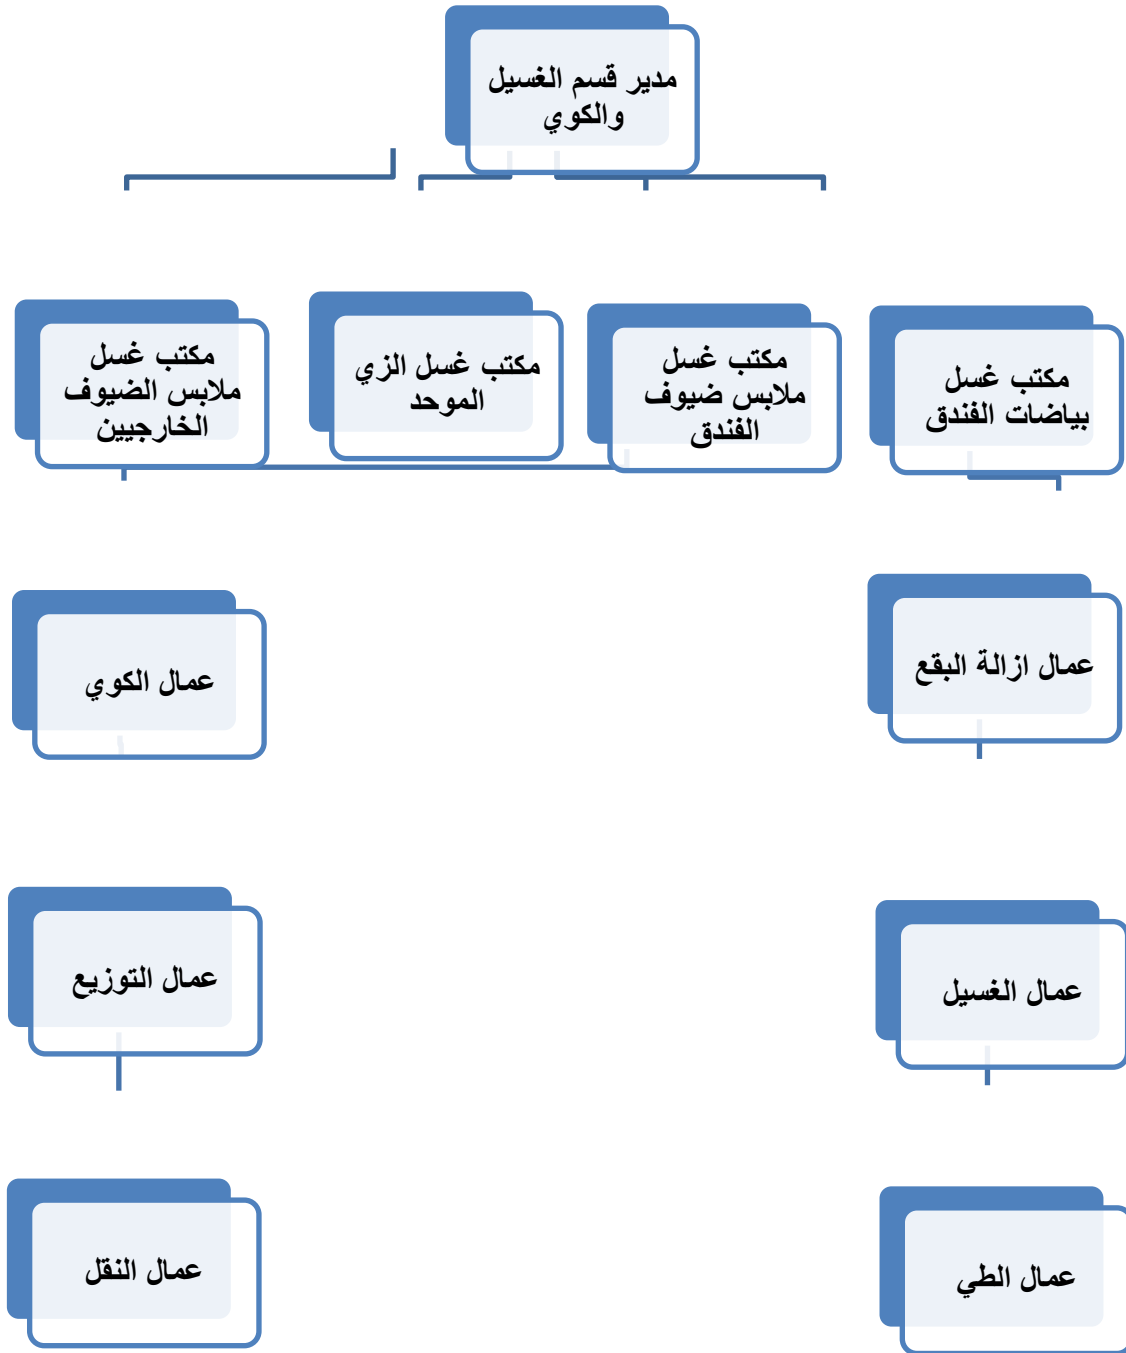 مدير قسم الغسيل
والكوي
مكتب غسل
بياضات الفندق
مكتب غسل
ملابس ضيوف
الفندق
مكتب غسل الزي
الموحد
مكتب غسل
ملابس الضيوف
الخارجيين
عمال ازالة البقع
عمال الكوي
عمال الغسيل
عمال التوزيع
عمال الطي
عمال النقل